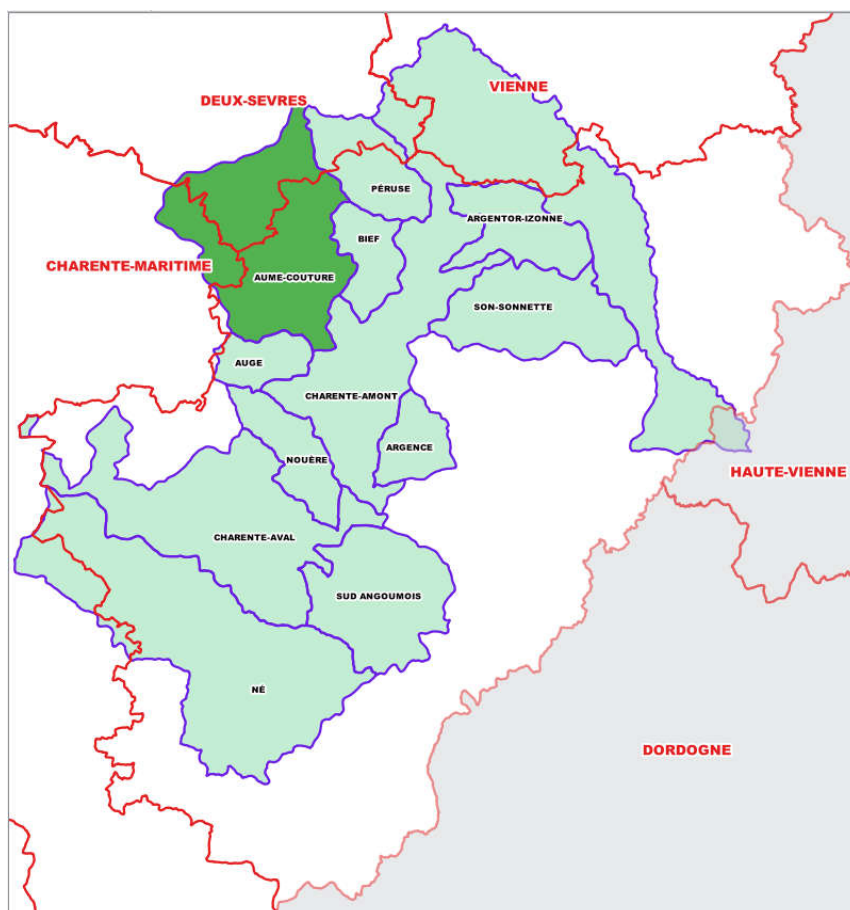 VIENNE
DEUX-SEVRES
PÉRUSE
ARGENTOR-IZONNE
BIEF
CHARENTE-MARITIME
AUME-COUTURE
SON-SONNETTE
AUGE
CHARENTE-AMONT
ARGENCE
NOUÈRE
HAUTE-VIENNE
CHARENTE-AVAL
SUD ANGOUMOIS
NÉ
DORDOGNE